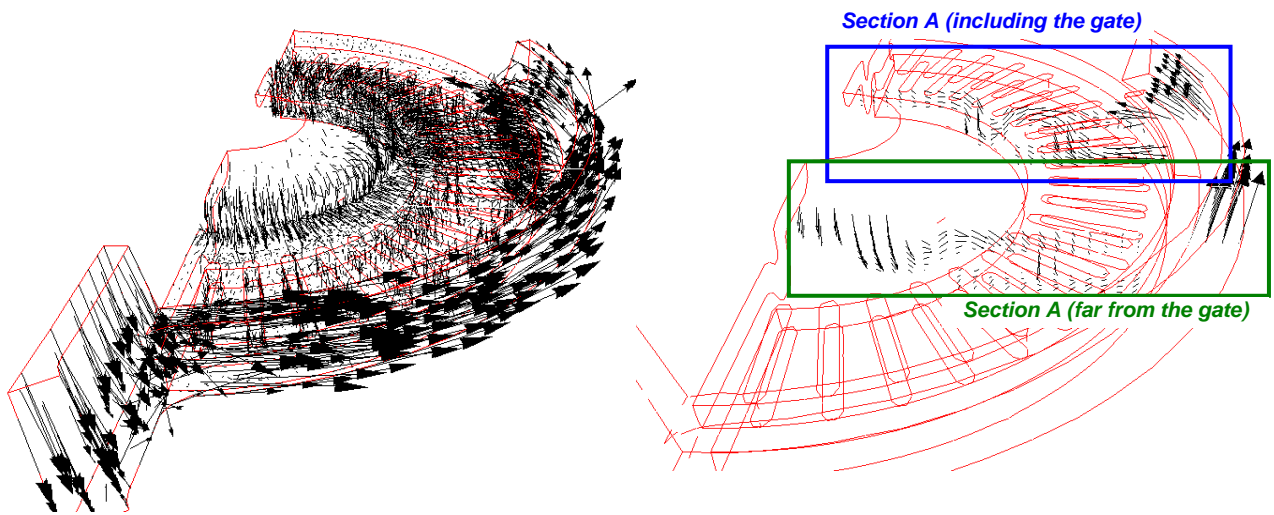 Section A (including the gate)
Section A (far from the gate)